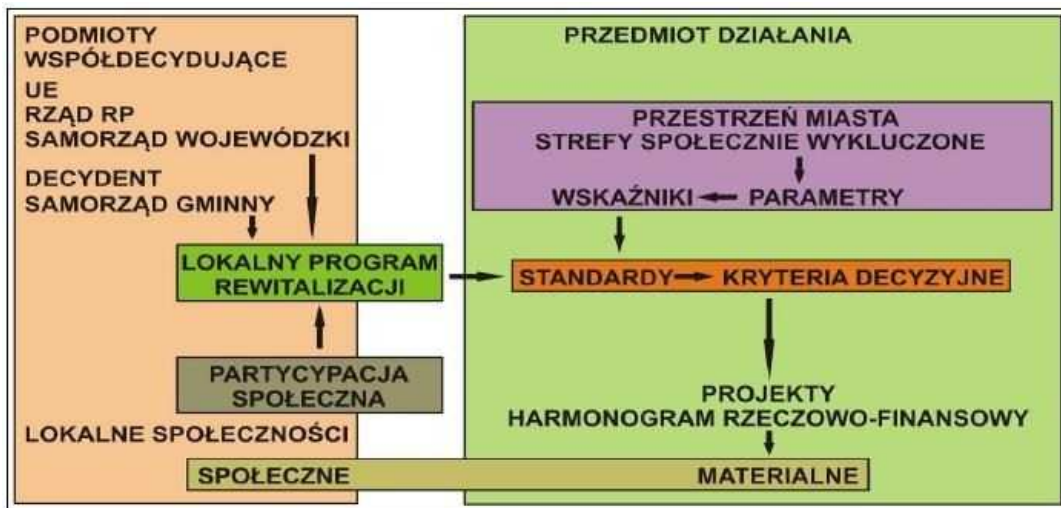 PODMIOTY
WSPÓŁDECYDUJĄCE
UE
RZĄD RP
SAMORZĄD WOJEWÓDZKI
DECYDENT
SAMORZĄD GMINNY
LOKALNY PROGRAM
REWITALIZACJI
PARTYCYPACJA
SPOŁECZNA
LOKALNE SPOŁECZNOŚCI
SPOŁECZNE
PRZEDMIOT DZIAŁANIA
PRZESTRZEŃ MIASTA
STREFY SPOŁECZNIE WYKLUCZONE
WSKAŹNIKI PARAMETRY
STANDARDY KRYTERIA DECYZYJNE
PROJEKTY
HARMONOGRAM RZECZOWO-FINANSOWY
MATERIALNE